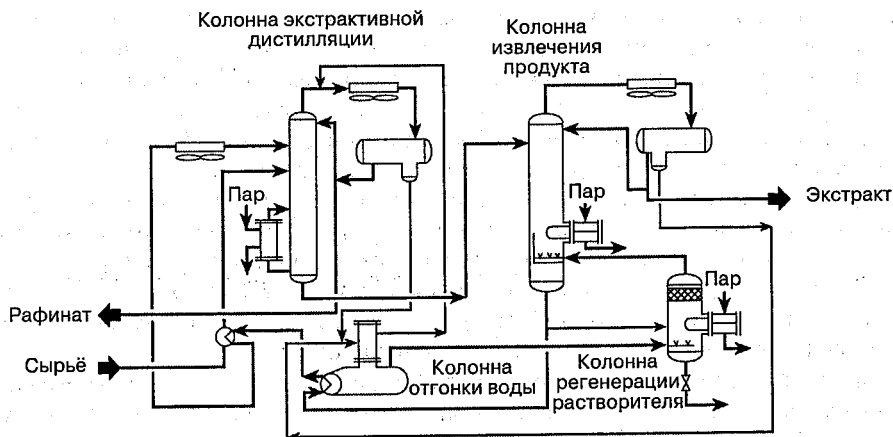 Колонна экстрактивной
дистилляции
Колонна
извлечения
продукта
Пар
Пар
Экстракт
Пар
Рафинат
Сырьё
Колонна
отгонки воды
Колонна
регенерации
растворителя